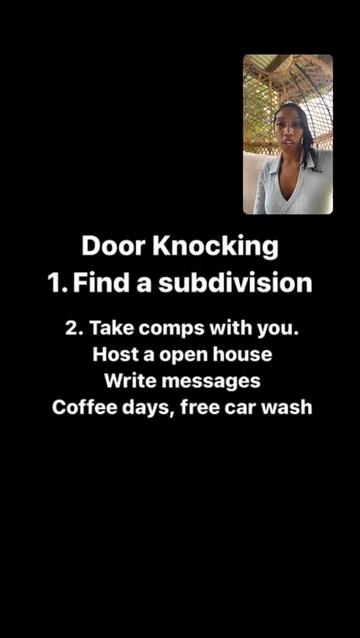 Door Knocking
1. Find a subdivision
2. Take comps with you.
Host a open house
Write messages
Coffee days, free car wash